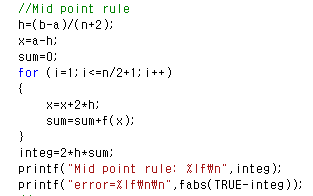 //Mid point rule
h=(b-a)/(n+2);
x=a-h;
sum=0;
for (i=1;i<=n/2+1;i++)
{
x=x+2*h;
sum=sum+f(x);
}
integ=2*h*sum;
printf("Mid point rule: %lf₩n",integ);
printf("error=%lf₩n₩n",fabs(TRUE-integ));